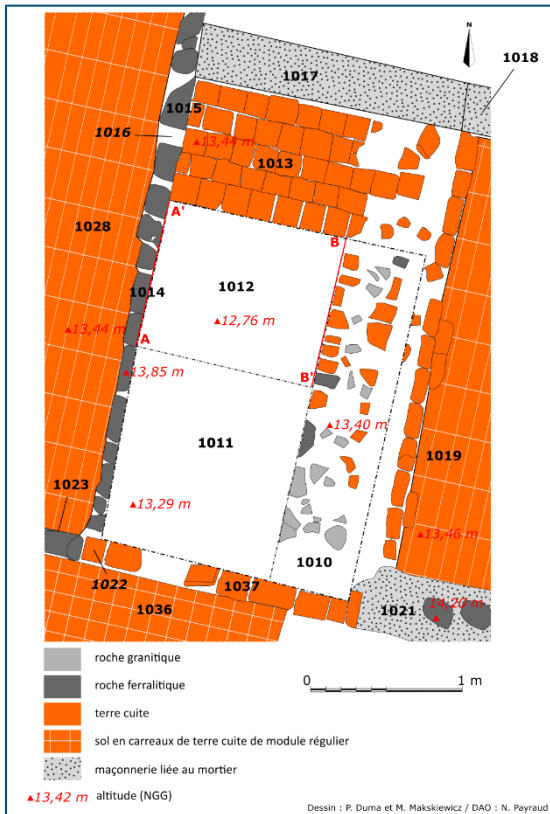 N
1018
1017
1015
1016
13,44 m
1013
1028
A'
B
1012
1014
12,76 m
13,44 m
A
B'
13,85 m
13,40 m
1011
1019
1023
13,29 m
13,46 m
1010
1022
1037
1036
1021
14,20 m
roche granitique
0 1 m
roche ferralitique
terre cuite
sol en carreaux de terre cuite de module régulier
maçonnerie liée au mortier
13,42 m altitude (NGG)
Dessin : P. Duma et M. Makskiewicz / DAO : N. Payraud